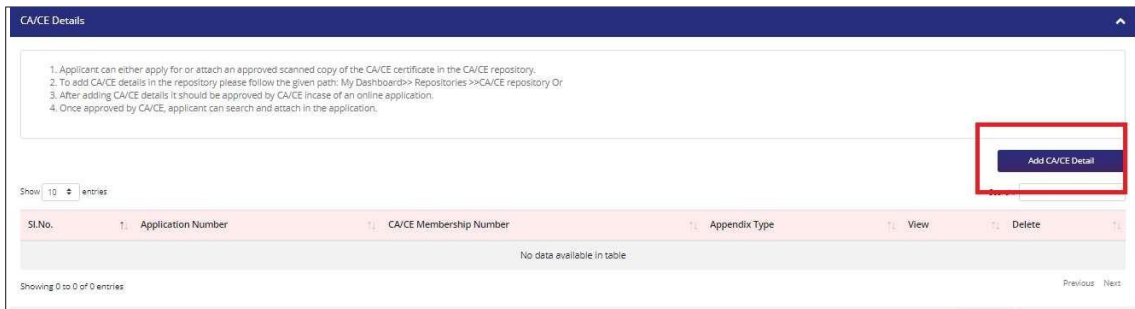 CA/CE Details
1. Applicant can either apply for or attach an approved scanned copy of the CA/CE certificate in the CA/CE repository.
2. To add CA/CE details in the repository please follow the given path: My Dashboard>> Repositories >>CA/CE repository Or
3. After adding CA/CE details it should be approved by CA/CE incase of an online application.
4. Once approved by CA/CE, applicant can search and attach in the application.
Add CA/CE Detail
Show 10 entries
Sl.No. Application Number CA/CE Membership Number Appendix Type View Delete
No data available in table
Showing 0 to 0 of 0 entries
Previous Next